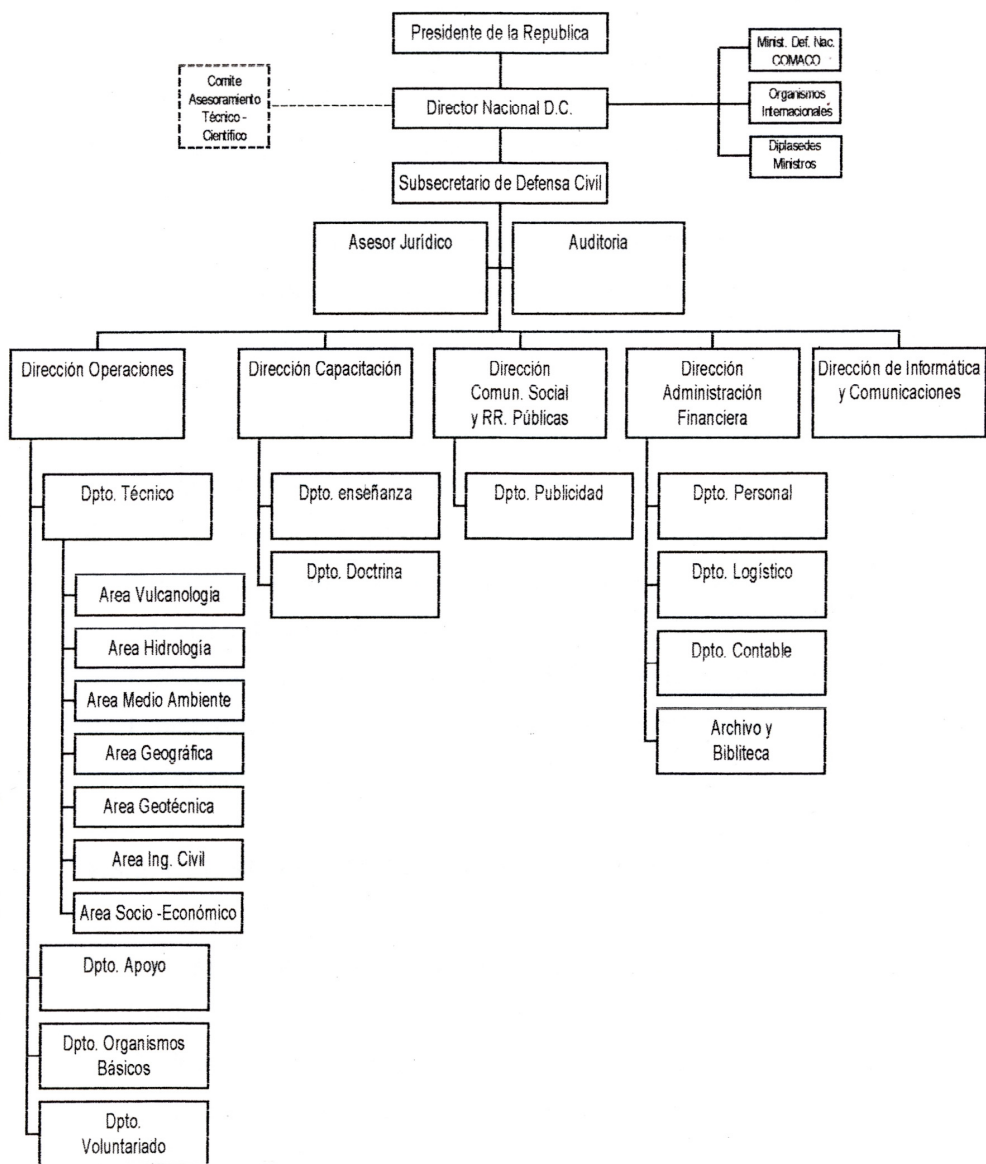 Presidente de la Republica
Minist. Def. Nac.
COMACO
Comite
Asesoramiento
Técnico -
Científico
Director Nacional D.C.
Organismos
Internacionales
Diplasedes
Ministros
Subsecretario de Defensa Civil
Asesor Jurídico
Auditoria
Dirección Operaciones
Dirección Capacitación
Dirección
Comun. Social
y RR. Públicas
Dirección
Administración
Financiera
Dirección de Informática
y Comunicaciones
Dpto. Técnico
Dpto. enseñanza
Dpto. Publicidad
Dpto. Personal
Dpto. Doctrina
Dpto. Logístico
Area Vulcanología
Area Hidrología
Dpto. Contable
Area Medio Ambiente
Archivo y
Bibliteca
Area Geográfica
Area Geotécnica
Area Ing. Civil
Area Socio -Económico
Dpto. Apoyo
Dpto. Organismos
Básicos
Dpto.
Voluntariado